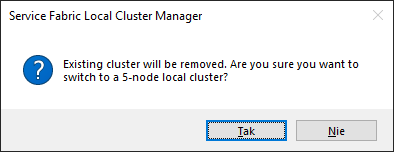 Service Fabric Local Cluster Manager
Existing cluster will be removed. Are you sure you want to
switch to a 5-node local cluster?
Tak
Nie